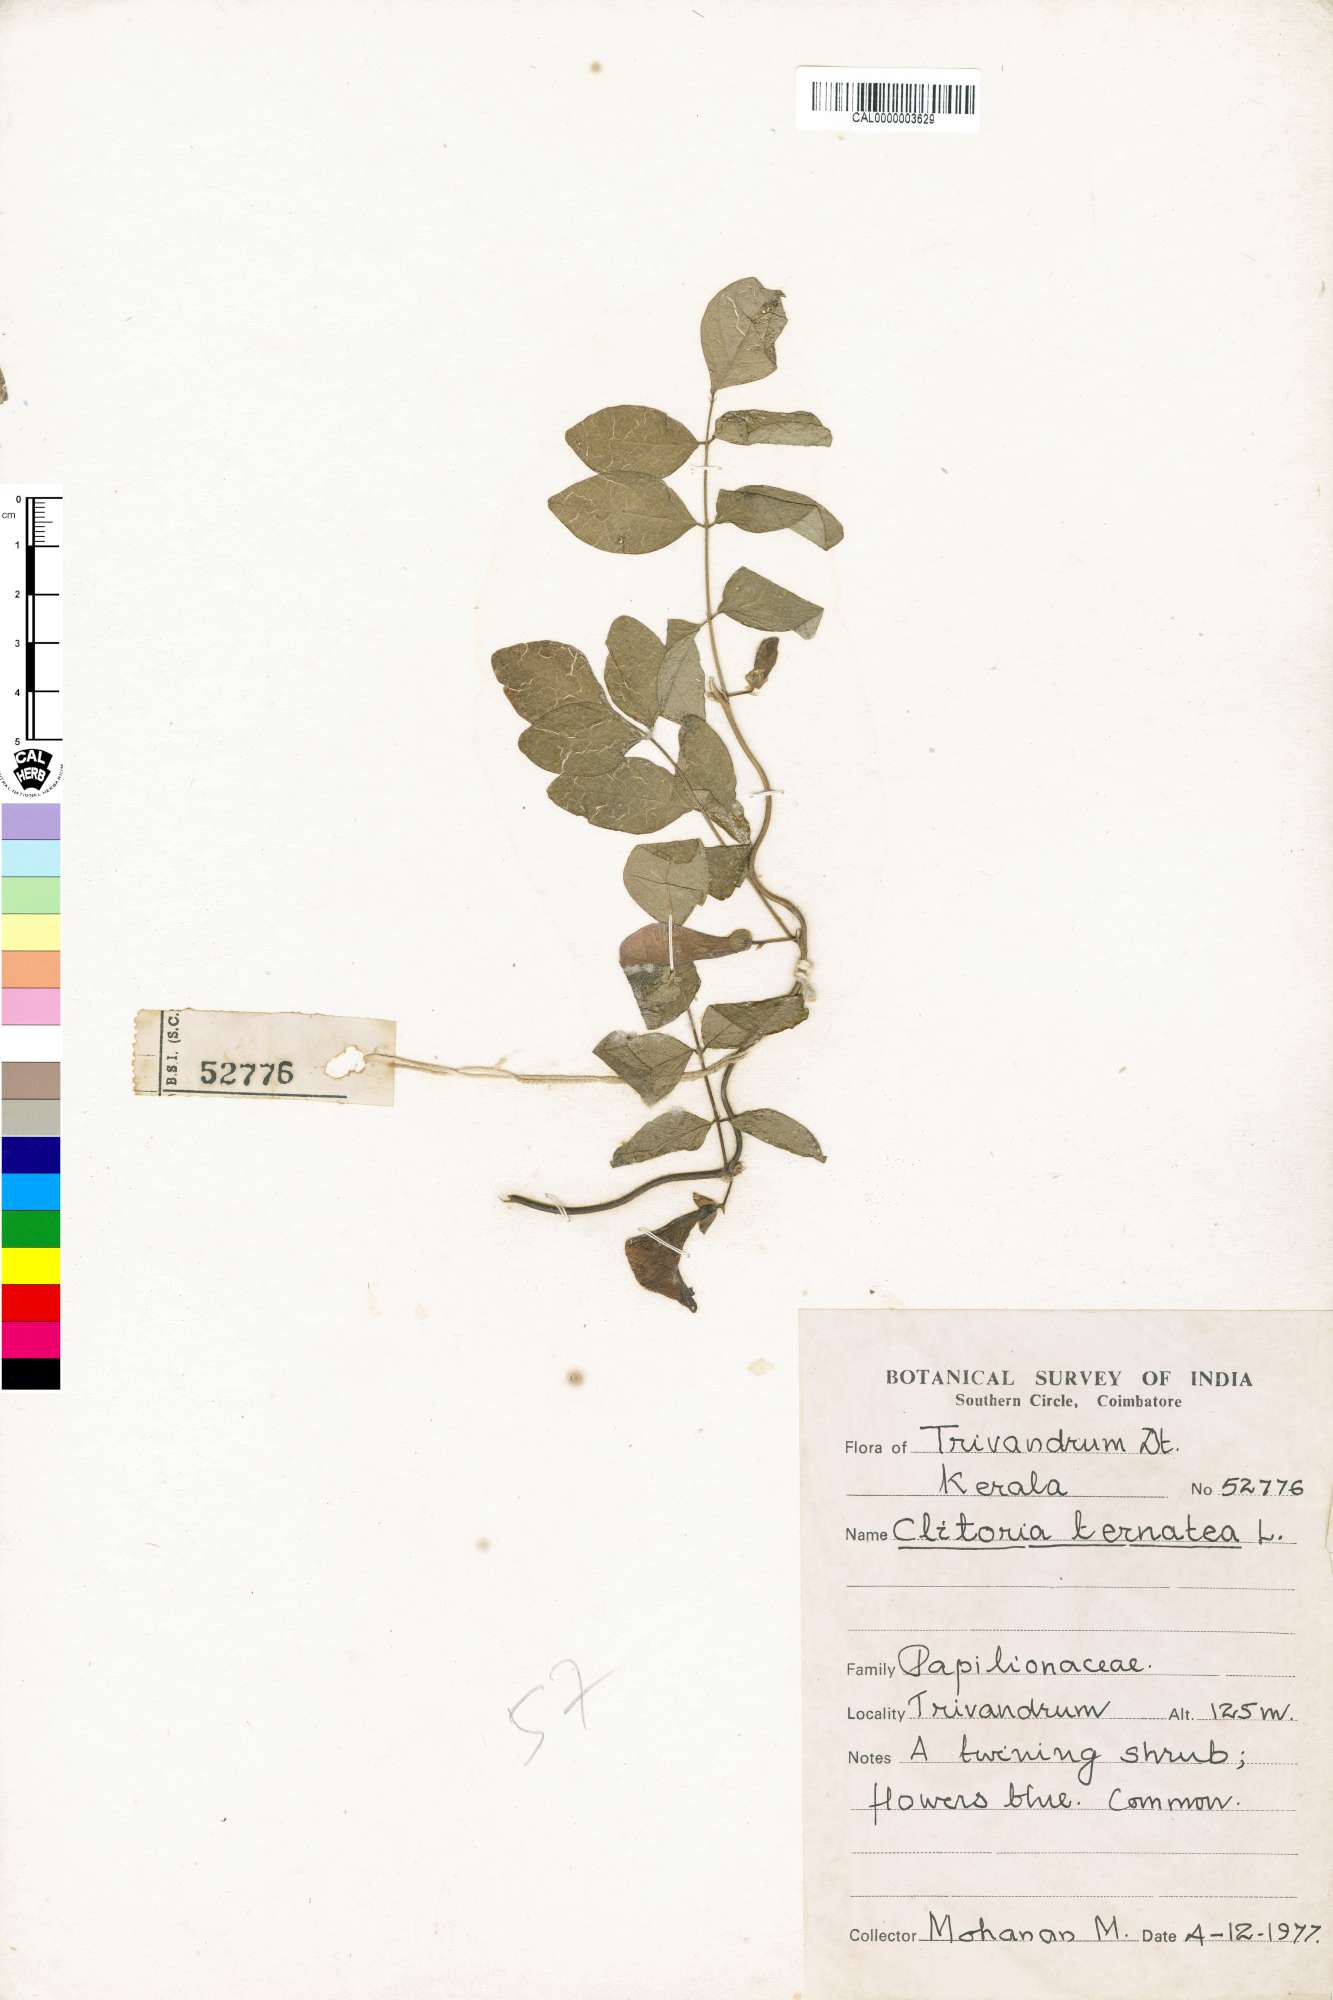 CAL0000003629
0
cm
1
2
3
4
5
CAL
HERB
B.S.I. (S.C.
52776
BOTANICAL SURVEY OF INDIA
Southern Circle, Coimbatore
Flora of Trivandrum Dt.
Kerala No 52776
Name Clitoria ternatea L.
Family Papilionaceae.
Locality Trivandrum Alt. 125 m.
Notes A twining shrub;
flowers blue. Common.
Collector Mohanan M. Date 4-12-1977.
57